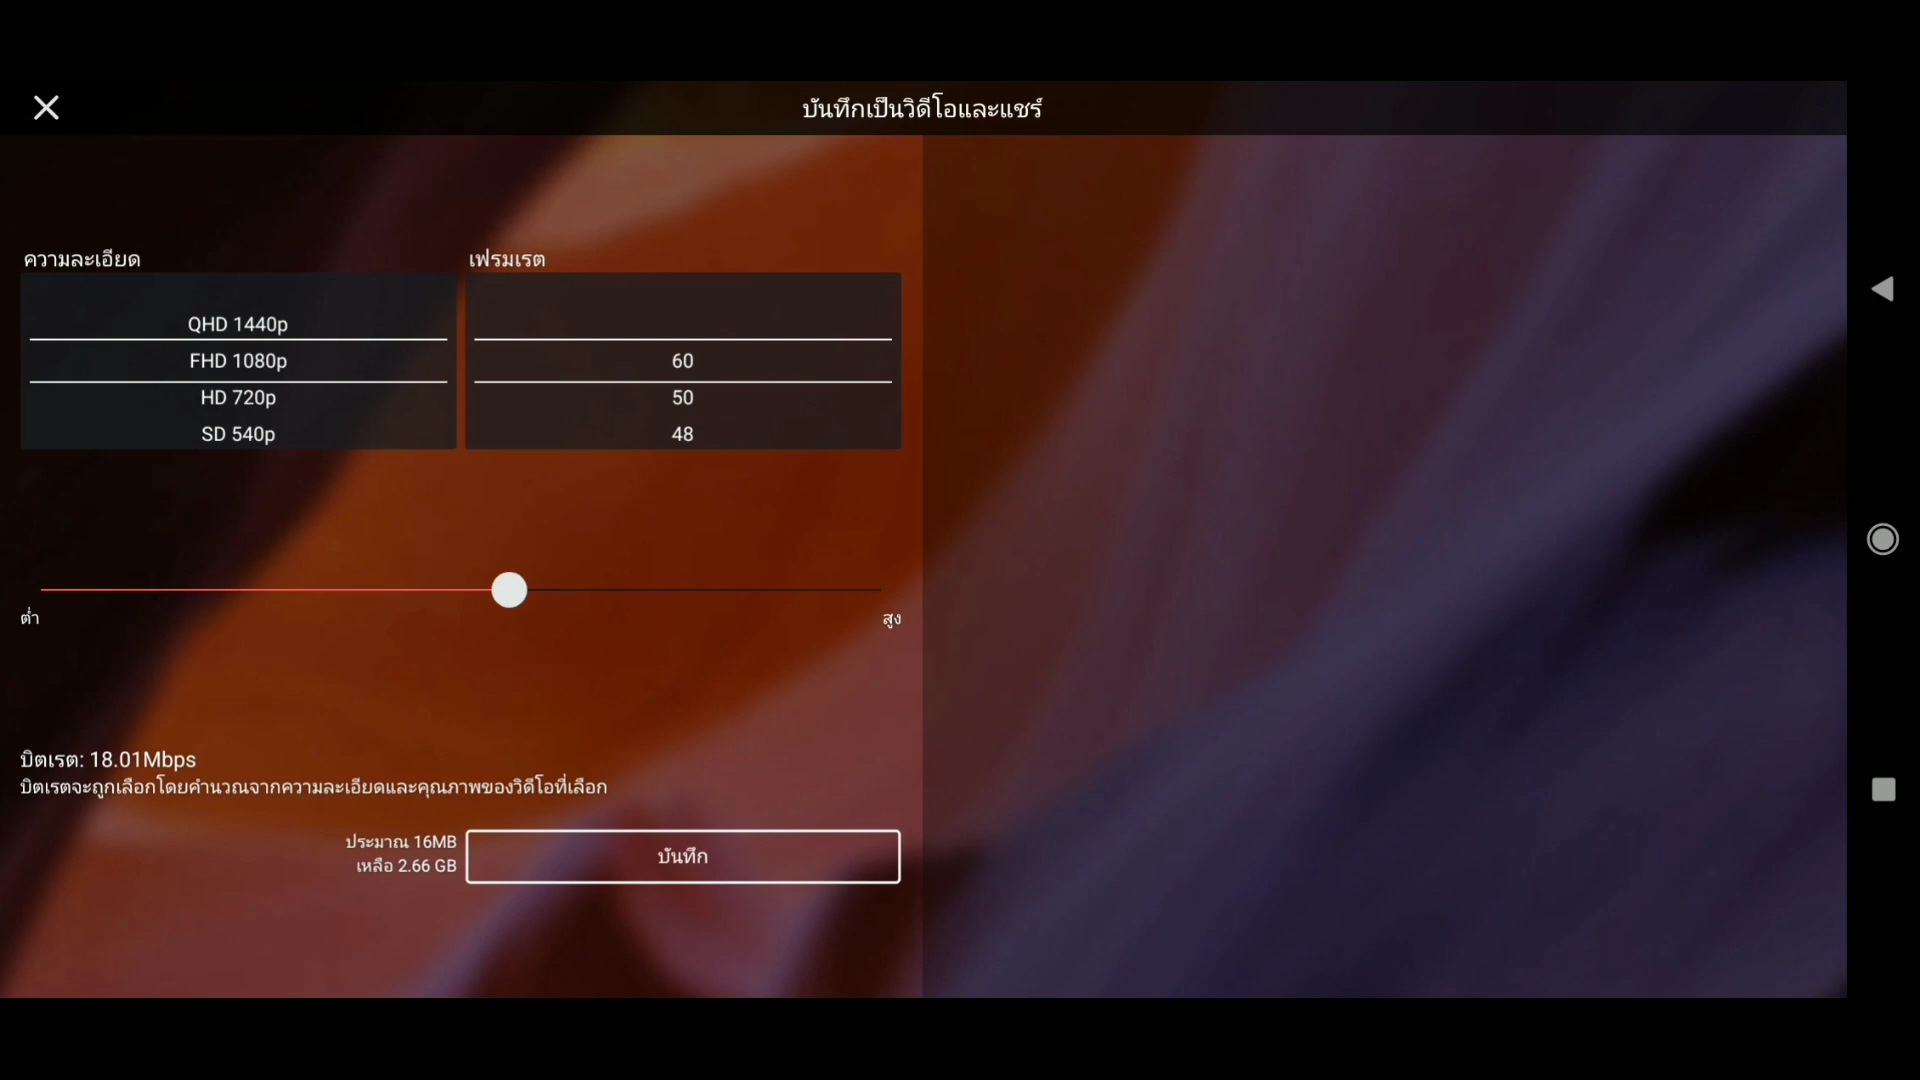 บันทึกเป็นวิดีโอและแชร์
ความละเอียด
QHD 1440p
FHD 1080p
HD 720p
SD 540p
เฟรมเรต
60
50
48
ต่ำ
สูง
บิตเรต: 18.01Mbps
บิตเรตจะถูกเลือกโดยคำนวณจากความละเอียดและคุณภาพของวิดีโอที่เลือก
ประมาณ 16MB
เหลือ 2.66 GB
บันทึก